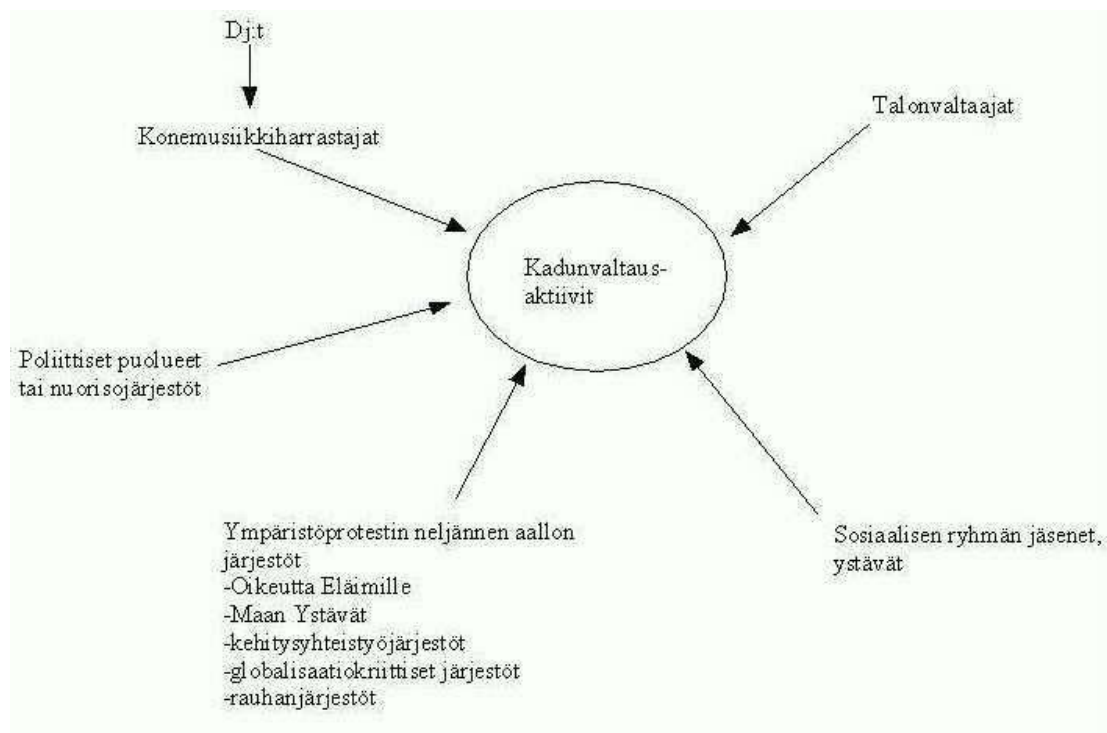 Dj:t
Konemusiikkiharrastajat
Talonvaltaajat
Kadunvaltaus-
aktiivit
Poliittiset puolueet
tai nuorisojärjestöt
Ympäristöprotestin neljännen aallon
järjestöt
-Oikeutta Eläimille
-Maan Ystävät
-kehitysyhteistyöjärjestöt
-globalisaatiokriittiset järjestöt
-rauhanjärjestöt
Sosiaalisen ryhmän jäsenet,
ystävät